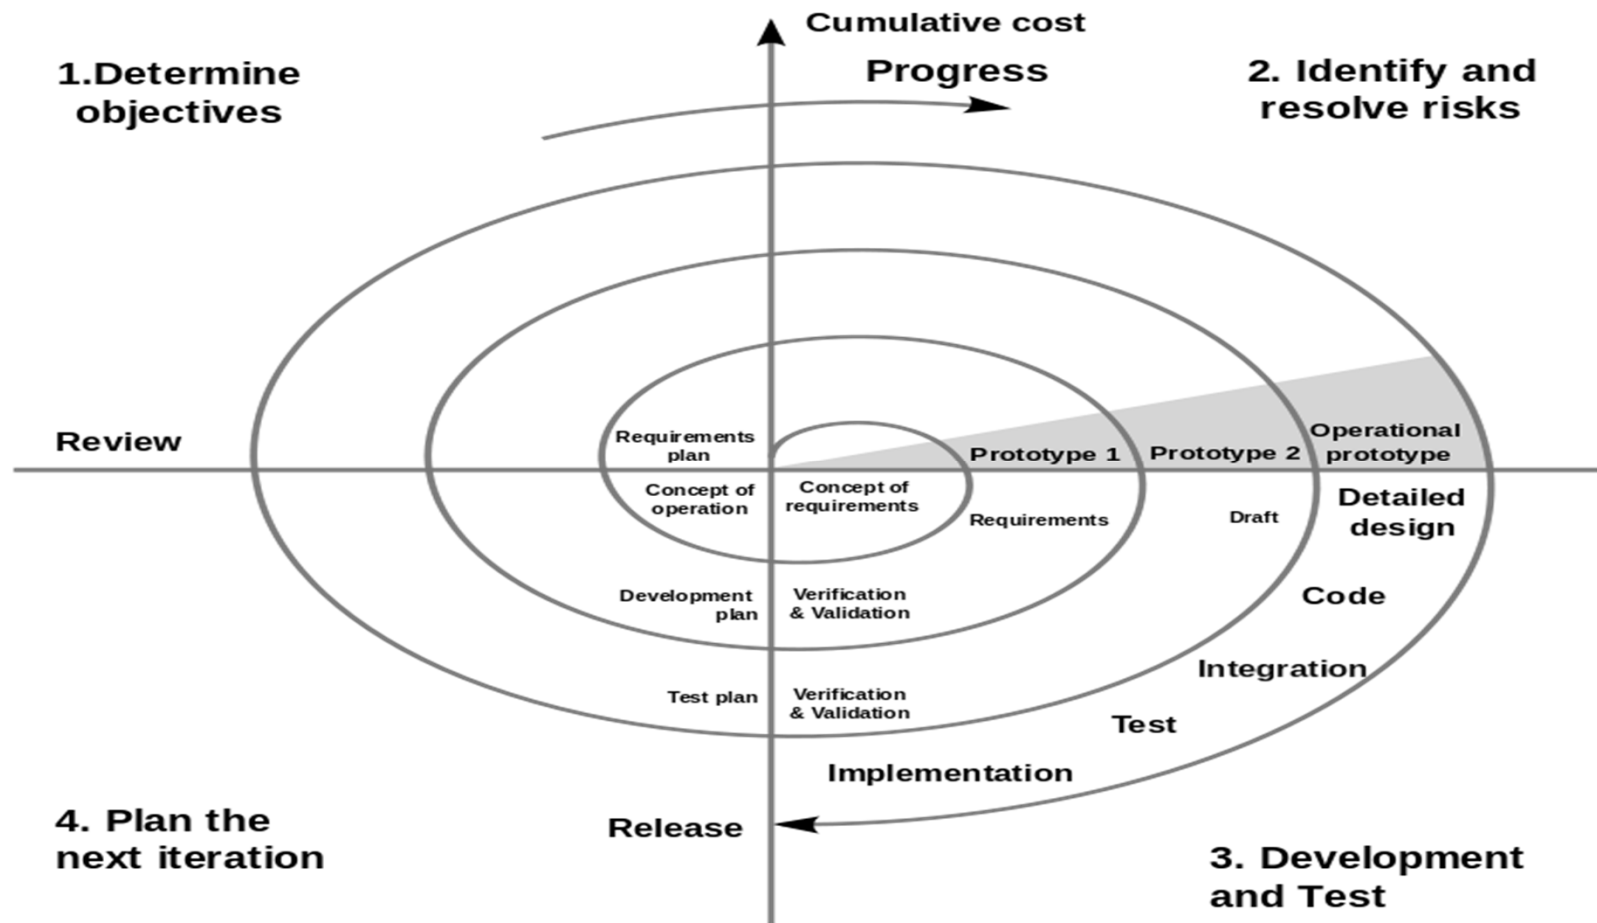 Cumulative cost
Progress
1.Determine
objectives
2. Identify and
resolve risks
Review
Requirements
plan
Prototype 1
Prototype 2
Operational
prototype
Concept of
operation
Concept of
requirements
Requirements
Draft
Detailed
design
Code
Development
plan
Verification
& Validation
Integration
Test plan
Verification
& Validation
Test
Implementation
Release
4. Plan the
next iteration
3. Development
and Test